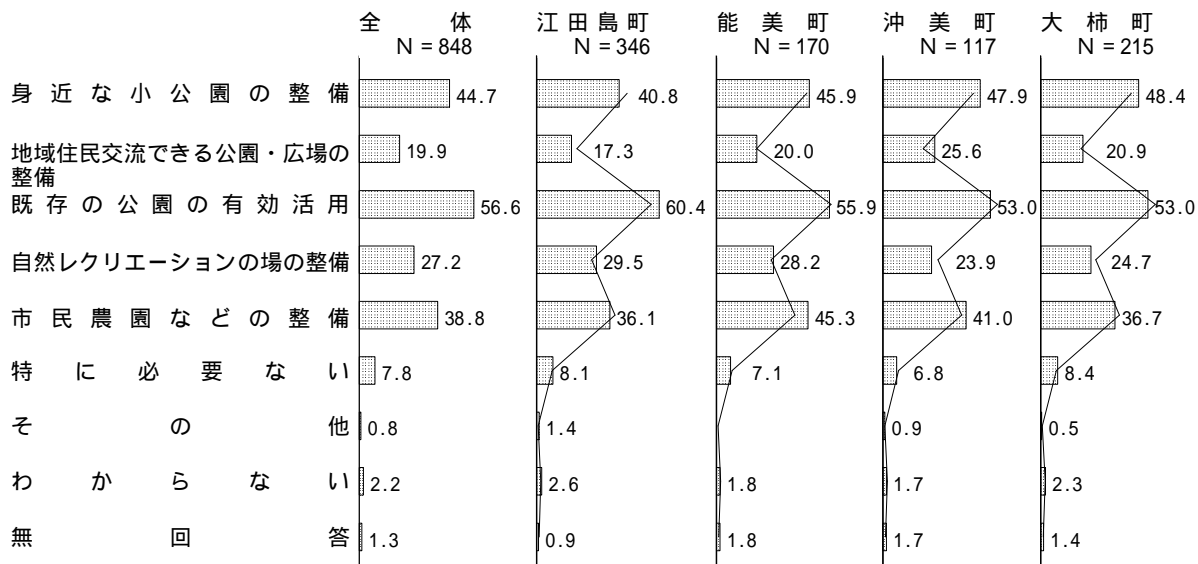 全体 江田島町 能美町 沖美町 大柿町
N = 848 N = 346 N = 170 N = 117 N = 215
身近な小公園の整備 44.7 40.8 45.9 47.9 48.4
地域住民交流できる公園・広場の
整備 19.9 17.3 20.0 25.6 20.9
既存の公園の有効活用 56.6 60.4 55.9 53.0 53.0
自然レクリエーションの場の整備 27.2 29.5 28.2 23.9 24.7
市民農園などの整備 38.8 36.1 45.3 41.0 36.7
特に必要ない 7.8 8.1 7.1 6.8 8.4
その他 0.8 1.4 0.9 0.5
わからない 2.2 2.6 1.8 1.7 2.3
無回答 1.3 0.9 1.8 1.7 1.4